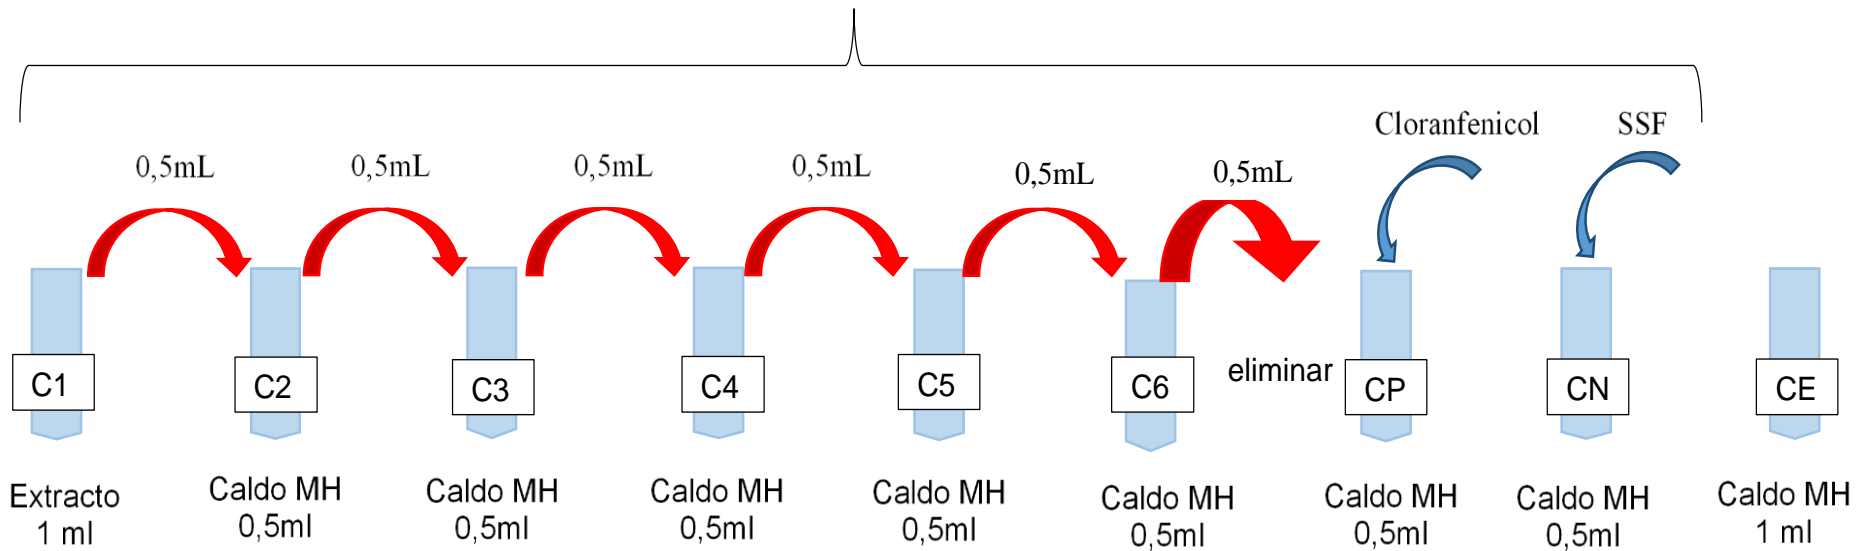 Cloranfenicol
SSF
0,5mL
0,5mL
0,5mL
0,5mL
0,5mL
0,5mL
C1
C2
C3
C4
C5
C6
eliminar
CP
CN
CE
Extracto
1 ml
Caldo MH
0,5ml
Caldo MH
0,5ml
Caldo MH
0,5ml
Caldo MH
0,5ml
Caldo MH
0,5ml
Caldo MH
0,5ml
Caldo MH
0,5ml
Caldo MH
1 ml